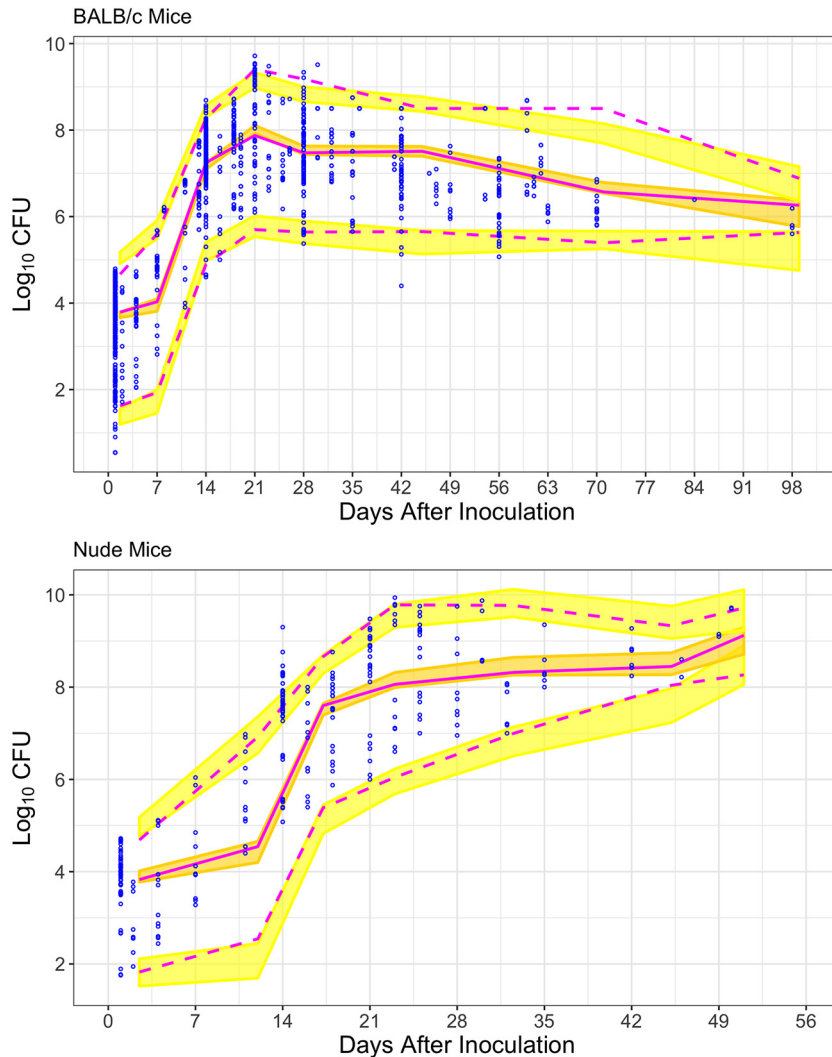 BALB/c Mice
10
8
6
4
2
Log₁₀ CFU
0 7 14 21 28 35 42 49 56 63 70 77 84 91 98
Days After Inoculation
Nude Mice
10
8
6
4
2
Log₁₀ CFU
0 7 14 21 28 35 42 49 56
Days After Inoculation